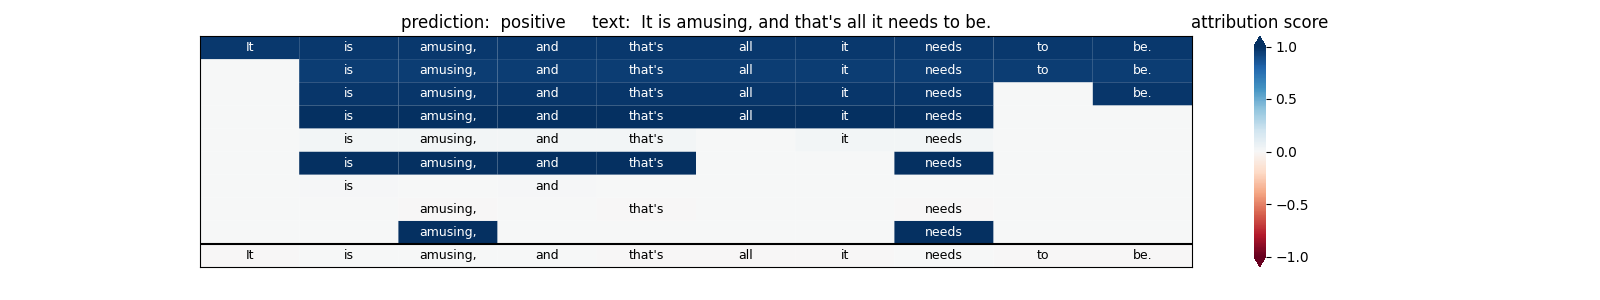 prediction:  positive     text:  It is amusing, and that's all it needs to be.
attribution score
It is amusing, and that's all it needs to be.
is amusing, and that's all it needs to be.
is amusing, and that's all it needs be.
is amusing, and that's all it needs
is amusing, and that's it needs
is amusing, and that's needs
is and
amusing, that's needs
amusing, needs
It is amusing, and that's all it needs to be.
1.0
0.5
0.0
−0.5
−1.0